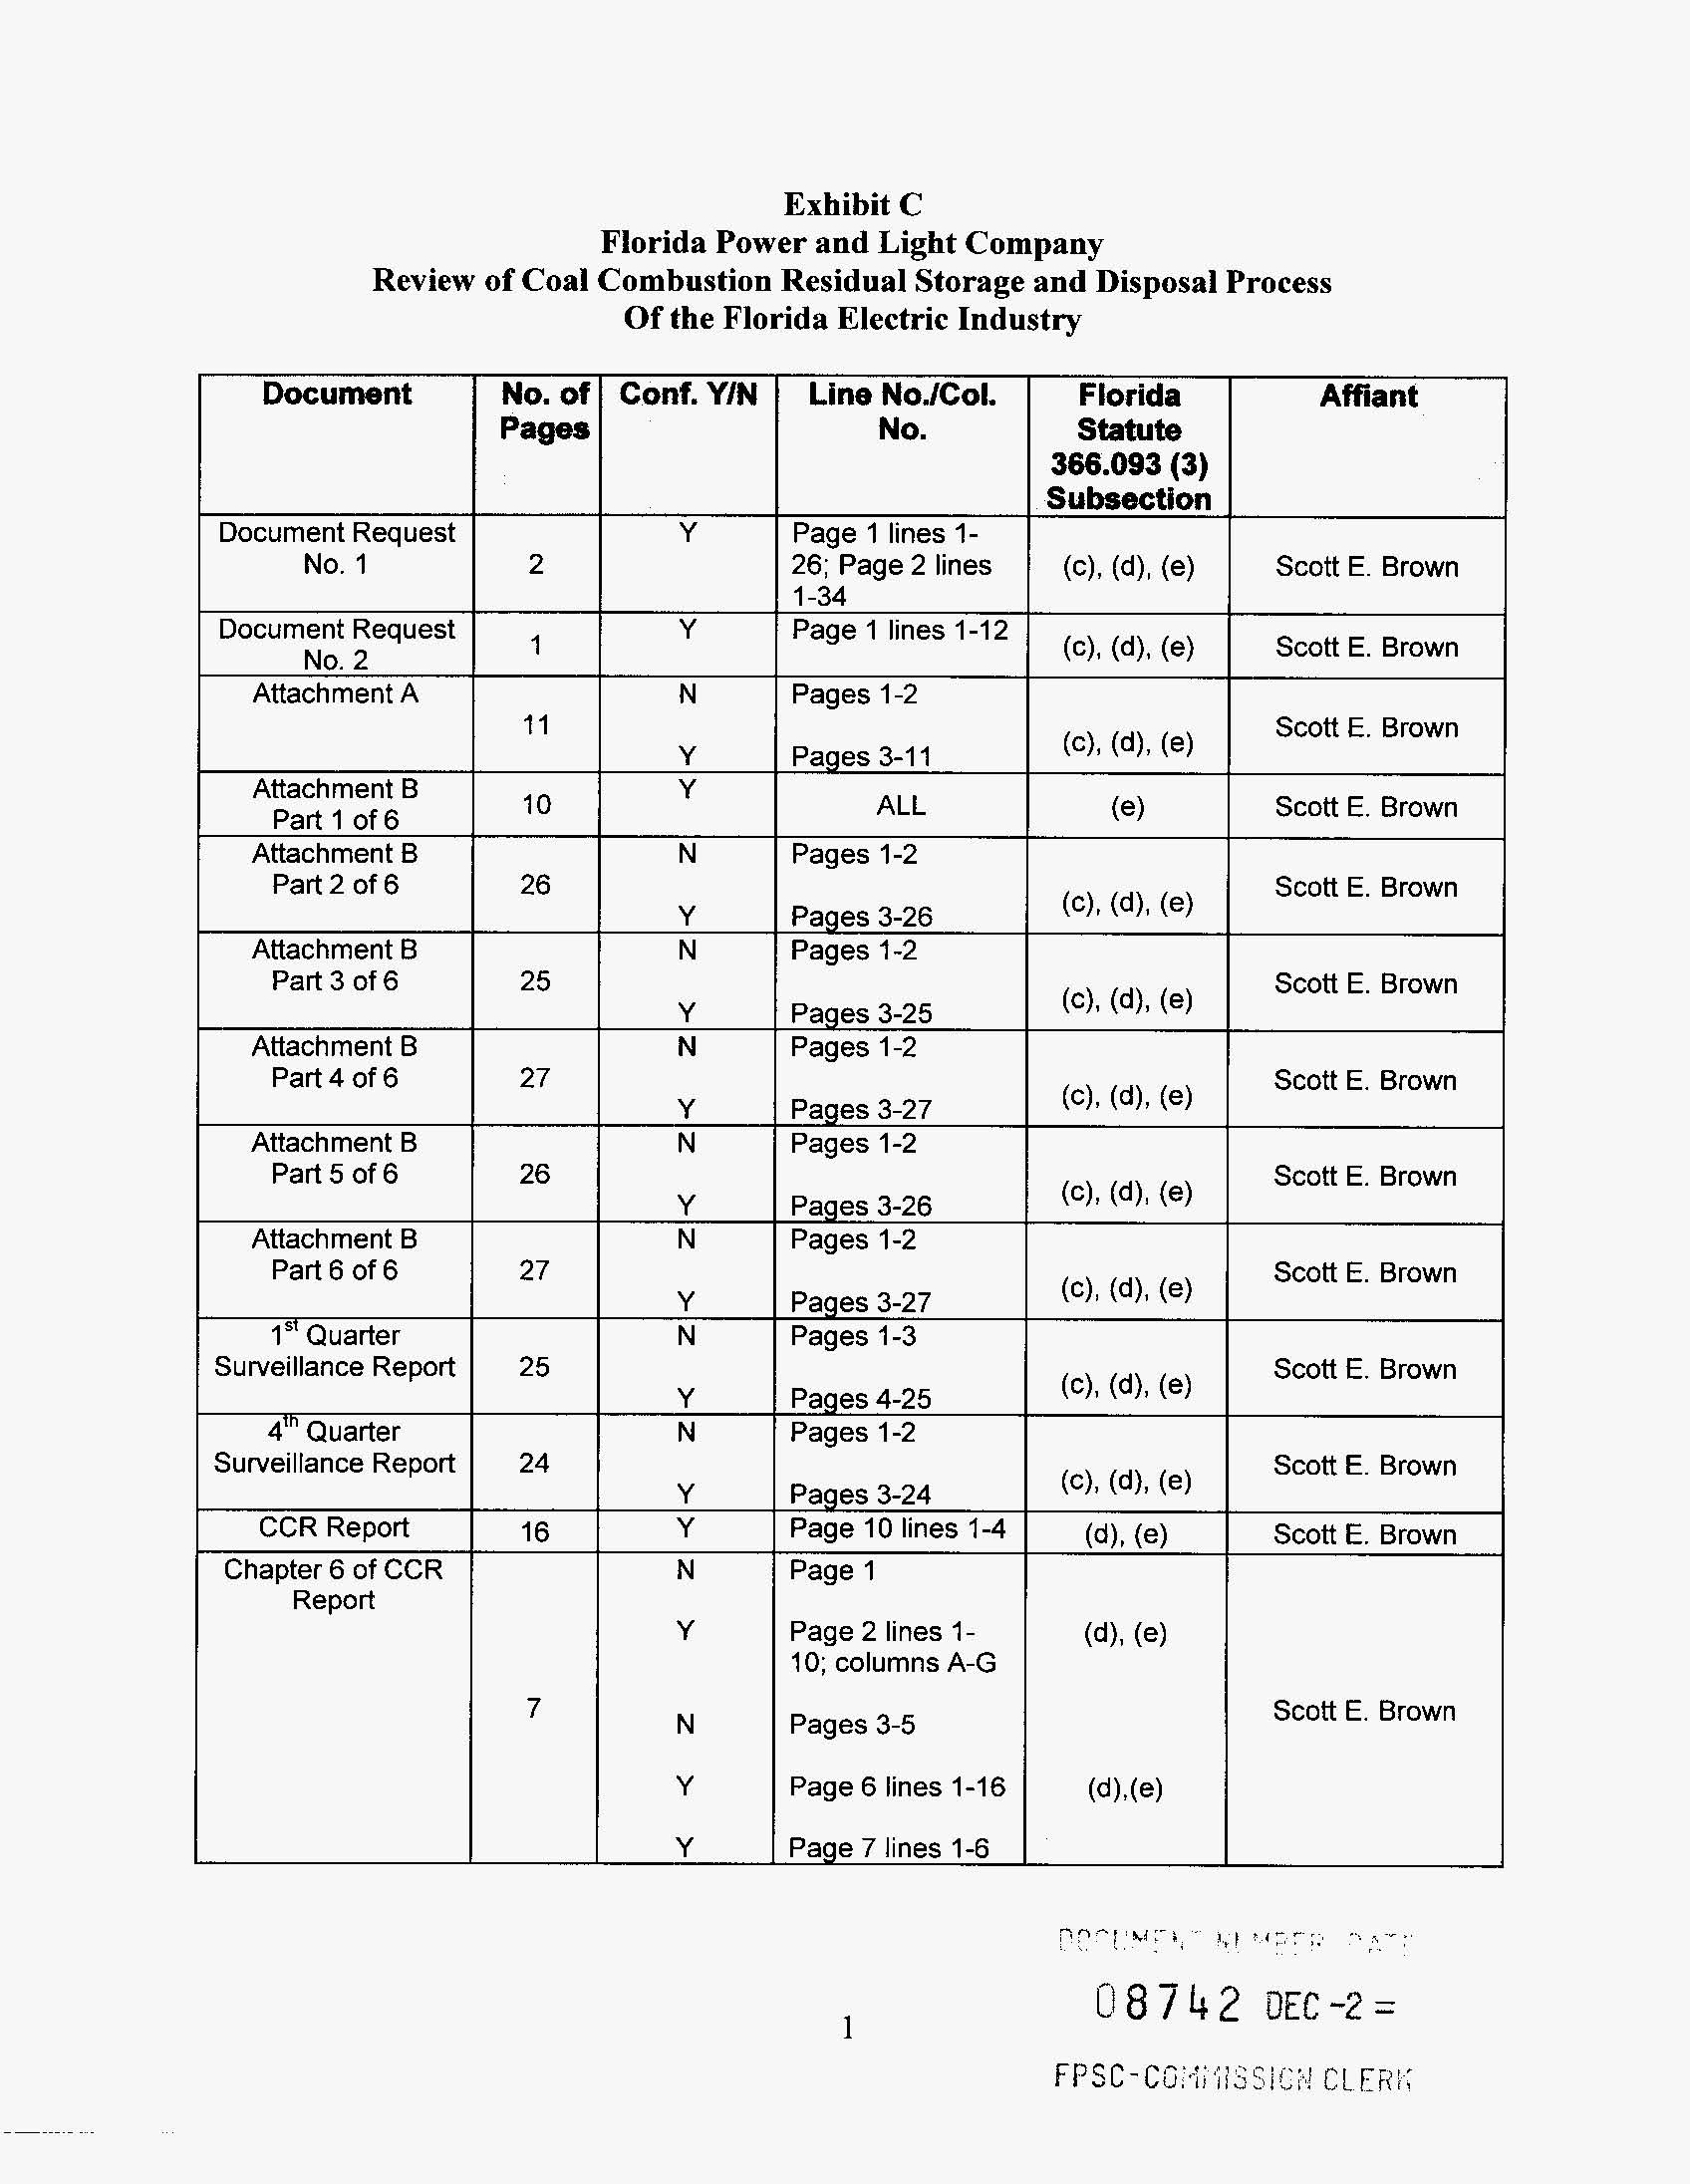 Exhibit C
Florida Power and Light Company
Review of Coal Combustion Residual Storage and Disposal Process
Of the Florida Electric Industry
Document No. of Pages Conf. Y/N Line No./Col. No. Florida Statute 366.093 (3) Subsection Affiant
Document Request No. 1 2 Y Page 1 lines 1-26; Page 2 lines 1-34 (c), (d), (e) Scott E. Brown
Document Request No. 2 1 Y Page 1 lines 1-12 (c), (d), (e) Scott E. Brown
Attachment A 11 N Pages 1-2
Y Pages 3-11 (c), (d), (e) Scott E. Brown
Attachment B Part 1 of 6 10 Y ALL (e) Scott E. Brown
Attachment B Part 2 of 6 26 N Pages 1-2
Y Pages 3-26 (c), (d), (e) Scott E. Brown
Attachment B Part 3 of 6 25 N Pages 1-2
Y Pages 3-25 (c), (d), (e) Scott E. Brown
Attachment B Part 4 of 6 27 N Pages 1-2
Y Pages 3-27 (c), (d), (e) Scott E. Brown
Attachment B Part 5 of 6 26 N Pages 1-2
Y Pages 3-26 (c), (d), (e) Scott E. Brown
Attachment B Part 6 of 6 27 N Pages 1-2
Y Pages 3-27 (c), (d), (e) Scott E. Brown
1st Quarter Surveillance Report 25 N Pages 1-3
Y Pages 4-25 (c), (d), (e) Scott E. Brown
4th Quarter Surveillance Report 24 N Pages 1-2
Y Pages 3-24 (c), (d), (e) Scott E. Brown
CCR Report 16 Y Page 10 lines 1-4 (d), (e) Scott E. Brown
Chapter 6 of CCR Report 7 N Page 1
Y Page 2 lines 1-10; columns A-G (d), (e)
N Pages 3-5 Scott E. Brown
Y Page 6 lines 1-16 (d),(e)
Y Page 7 lines 1-6
DOCUMENT NUMBER-DATE
08742 DEC-2 =
1
FPSC-COMMISSION CLERK